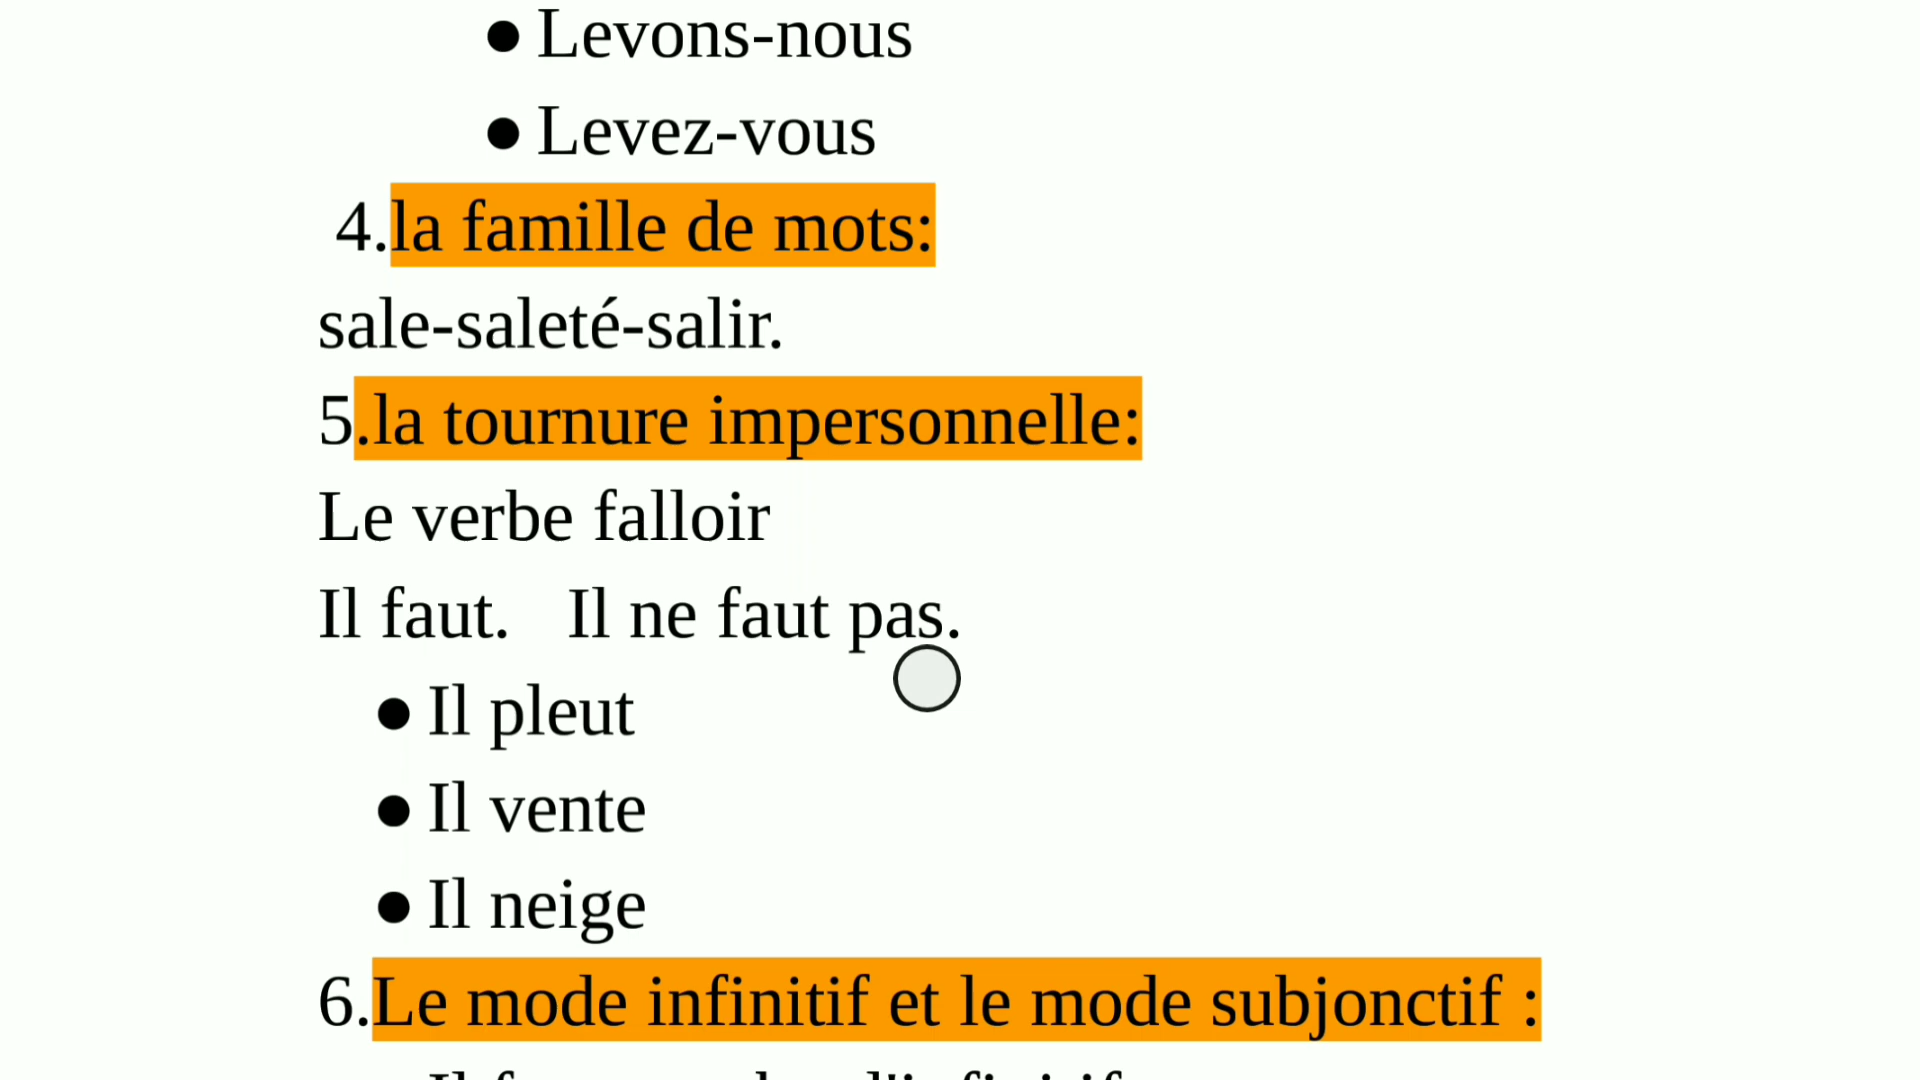 ● Levons-nous
● Levez-vous
4.la famille de mots:
sale-saleté-salir.
5.la tournure impersonnelle:
Le verbe falloir
Il faut. Il ne faut pas.
● Il pleut
● Il vente
● Il neige
6.Le mode infinitif et le mode subjonctif :